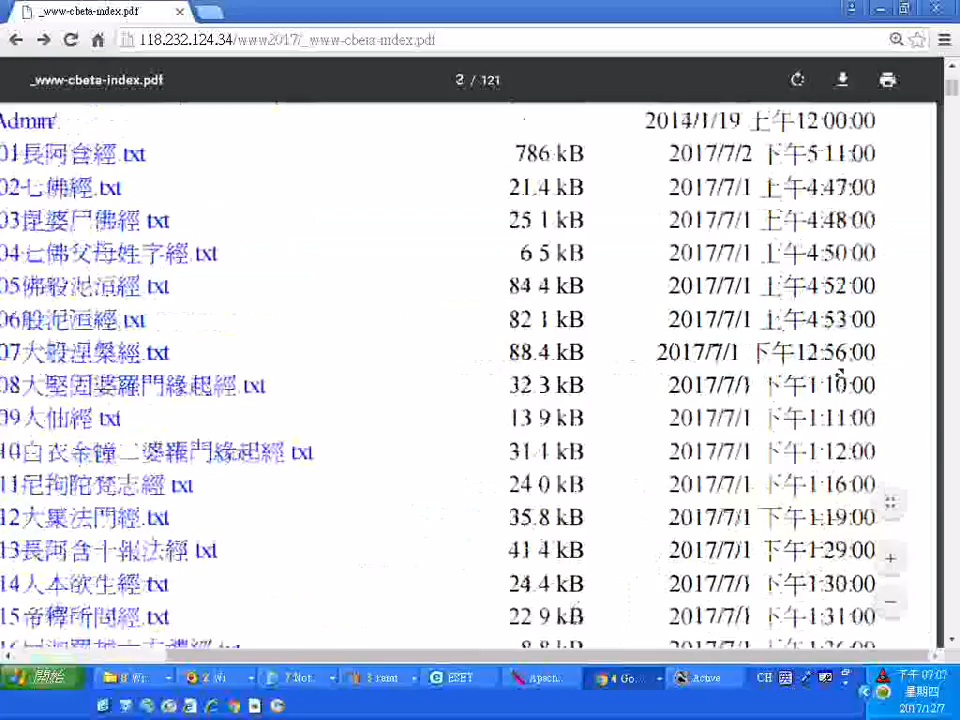 _www-cbeta-index.pdf
118.232.124.34/www2017/_www-cbeta-index.pdf
_www-cbeta-index.pdf 2 / 121
Admin/ 2014/1/19 上午12:00:00
01長阿含經.txt 786 kB 2017/7/2 下午5:11:00
02七佛經.txt 21.4 kB 2017/7/1 上午4:47:00
03毘婆尸佛經.txt 25.1 kB 2017/7/1 上午4:48:00
04七佛父母姓字經.txt 6.5 kB 2017/7/1 上午4:50:00
05佛般泥洹經.txt 84.4 kB 2017/7/1 上午4:52:00
06般泥洹經.txt 82.1 kB 2017/7/1 上午4:53:00
07大般涅槃經.txt 88.4 kB 2017/7/1 下午12:56:00
08大堅固婆羅門緣起經.txt 32.3 kB 2017/7/1 下午1:10:00
09人仙經.txt 13.9 kB 2017/7/1 下午1:11:00
10白衣金幢二婆羅門緣起經.txt 31.1 kB 2017/7/1 下午1:12:00
11尼拘陀梵志經.txt 24.0 kB 2017/7/1 下午1:16:00
12大集法門經.txt 35.8 kB 2017/7/1 下午1:19:00
13長阿含十報法經.txt 41.4 kB 2017/7/1 下午1:29:00
14人本欲生經.txt 24.4 kB 2017/7/1 下午1:30:00
15帝釋所問經.txt 22.9 kB 2017/7/1 下午1:31:00
開始 ESET 4 Go... Active CH 英
下午 07:07
星期四
2017/12/7